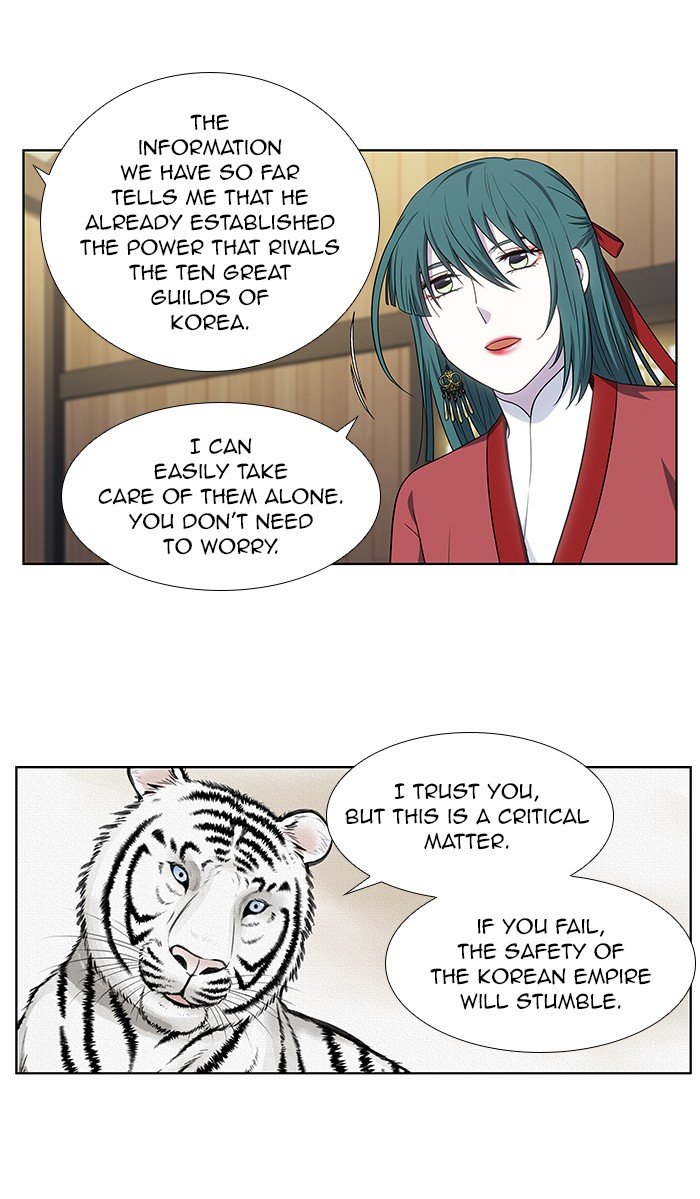 THE
INFORMATION
WE HAVE SO FAR
TELLS ME THAT HE
ALREADY ESTABLISHED
THE POWER THAT RIVALS
THE TEN GREAT
GUILDS OF
KOREA.
I CAN
EASILY TAKE
CARE OF THEM ALONE.
YOU DON'T NEED
TO WORRY.
I TRUST YOU,
BUT THIS IS A CRITICAL
MATTER.
IF YOU FAIL,
THE SAFETY OF
THE KOREAN EMPIRE
WILL STUMBLE.